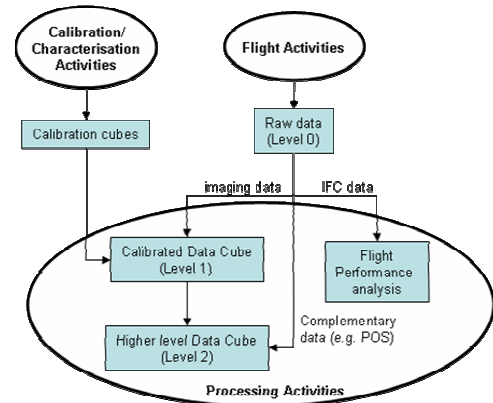 Calibration/
Characterisation
Activities
Flight Activities
Calibration cubes
Raw data
(Level 0)
imaging data
IFC data
Calibrated Data Cube
(Level 1)
Flight
Performance
analysis
Complementary
data (e.g. POS)
Higher level Data Cube
(Level 2)
Processing Activities